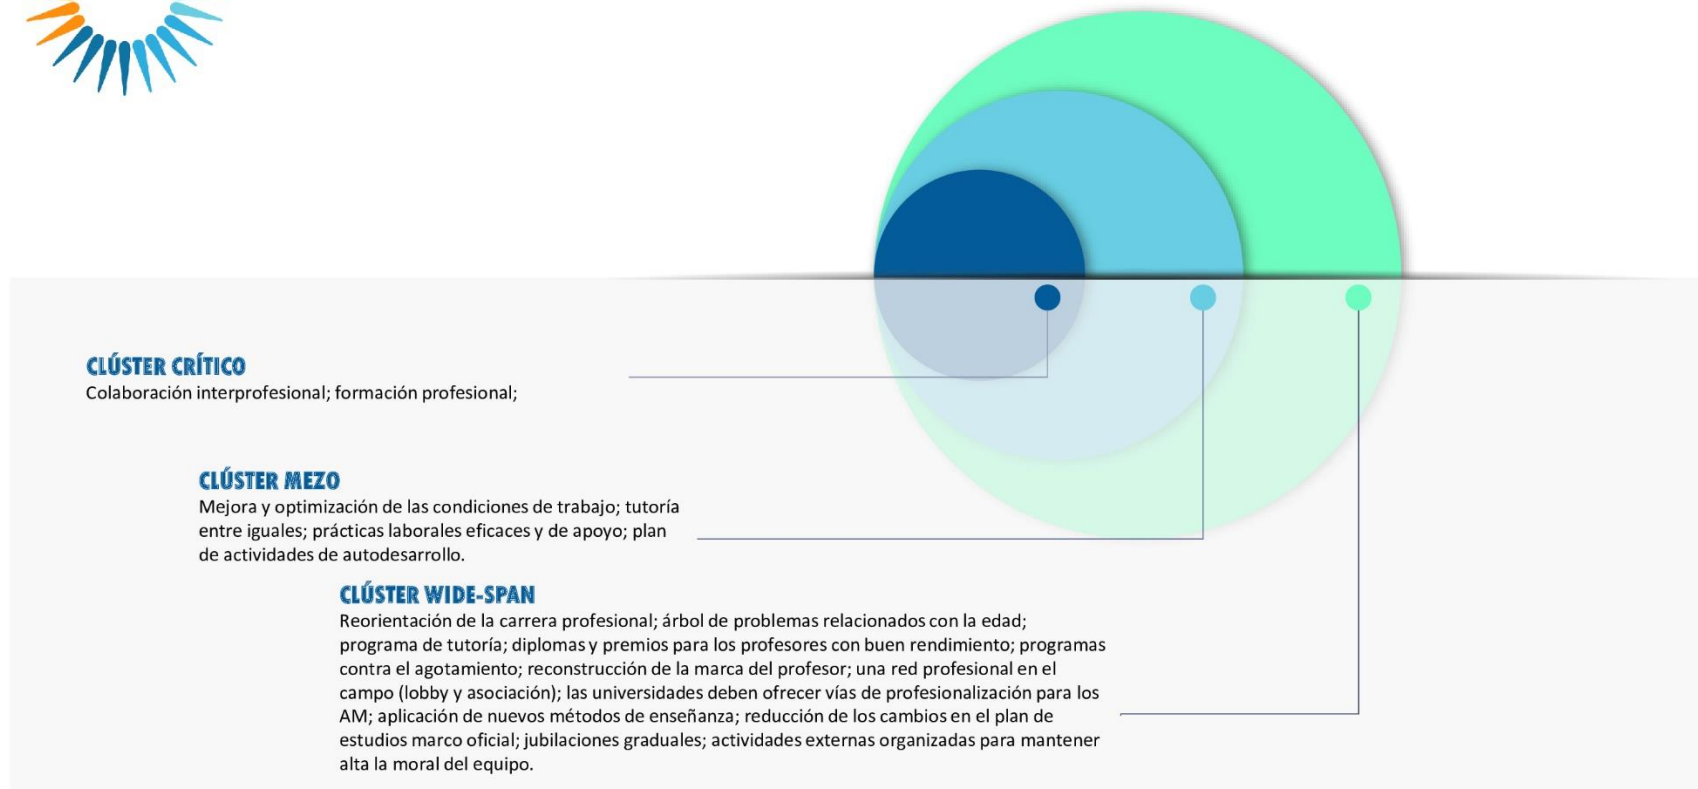 CLÚSTER CRÍTICO
Colaboración interprofesional; formación profesional;
CLÚSTER MEZO
Mejora y optimización de las condiciones de trabajo; tutoría
entre iguales; prácticas laborales eficaces y de apoyo; plan
de actividades de autodesarrollo.
CLÚSTER WIDE-SPAN
Reorientación de la carrera profesional; árbol de problemas relacionados con la edad;
programa de tutoría; diplomas y premios para los profesores con buen rendimiento; programas
contra el agotamiento; reconstrucción de la marca del profesor; una red profesional en el
campo (lobby y asociación); las universidades deben ofrecer vías de profesionalización para los
AM; aplicación de nuevos métodos de enseñanza; reducción de los cambios en el plan de
estudios marco oficial; jubilaciones graduales; actividades externas organizadas para mantener
alta la moral del equipo.